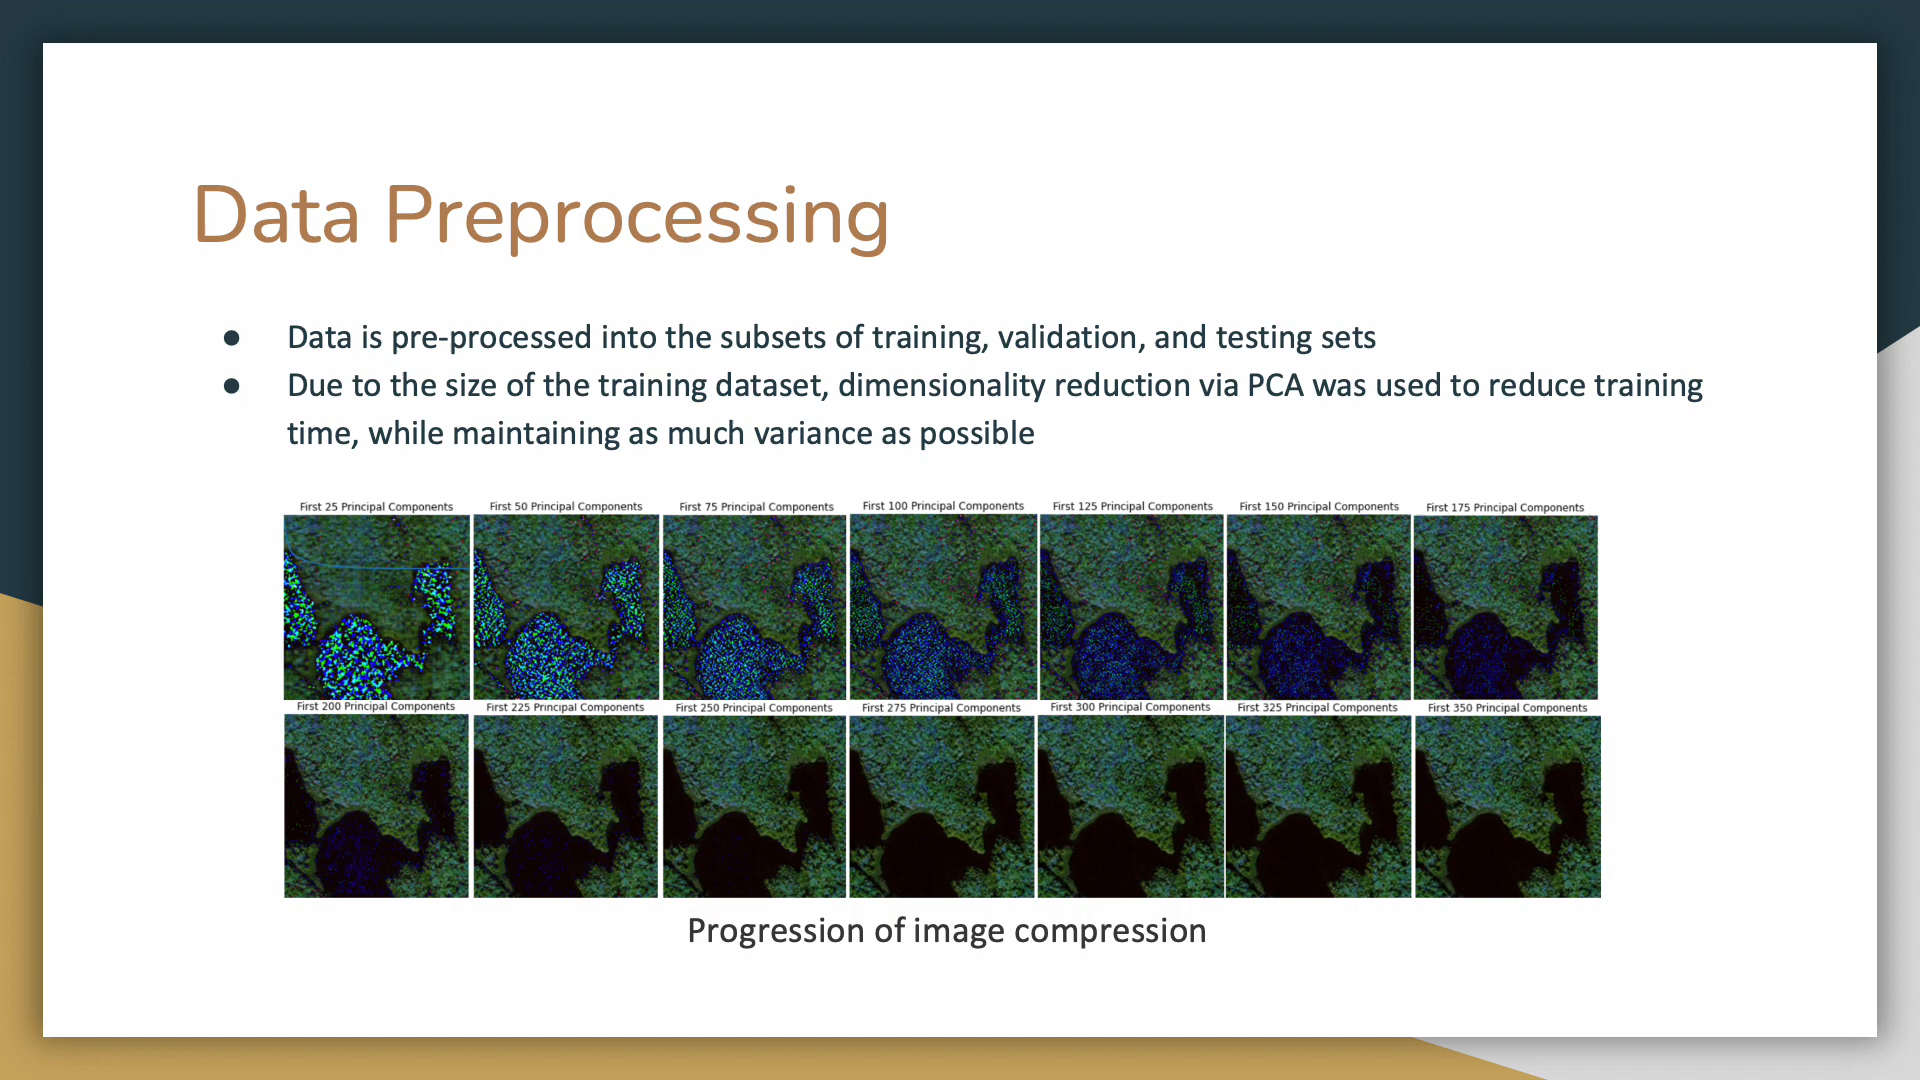 Data Preprocessing
● Data is pre-processed into the subsets of training, validation, and testing sets
● Due to the size of the training dataset, dimensionality reduction via PCA was used to reduce training
time, while maintaining as much variance as possible
First 25 Principal Components
First 50 Principal Components
First 75 Principal Components
First 100 Principal Components
First 125 Principal Components
First 150 Principal Components
First 175 Principal Components
First 200 Principal Components
First 225 Principal Components
First 250 Principal Components
First 275 Principal Components
First 300 Principal Components
First 325 Principal Components
First 350 Principal Components
Progression of image compression